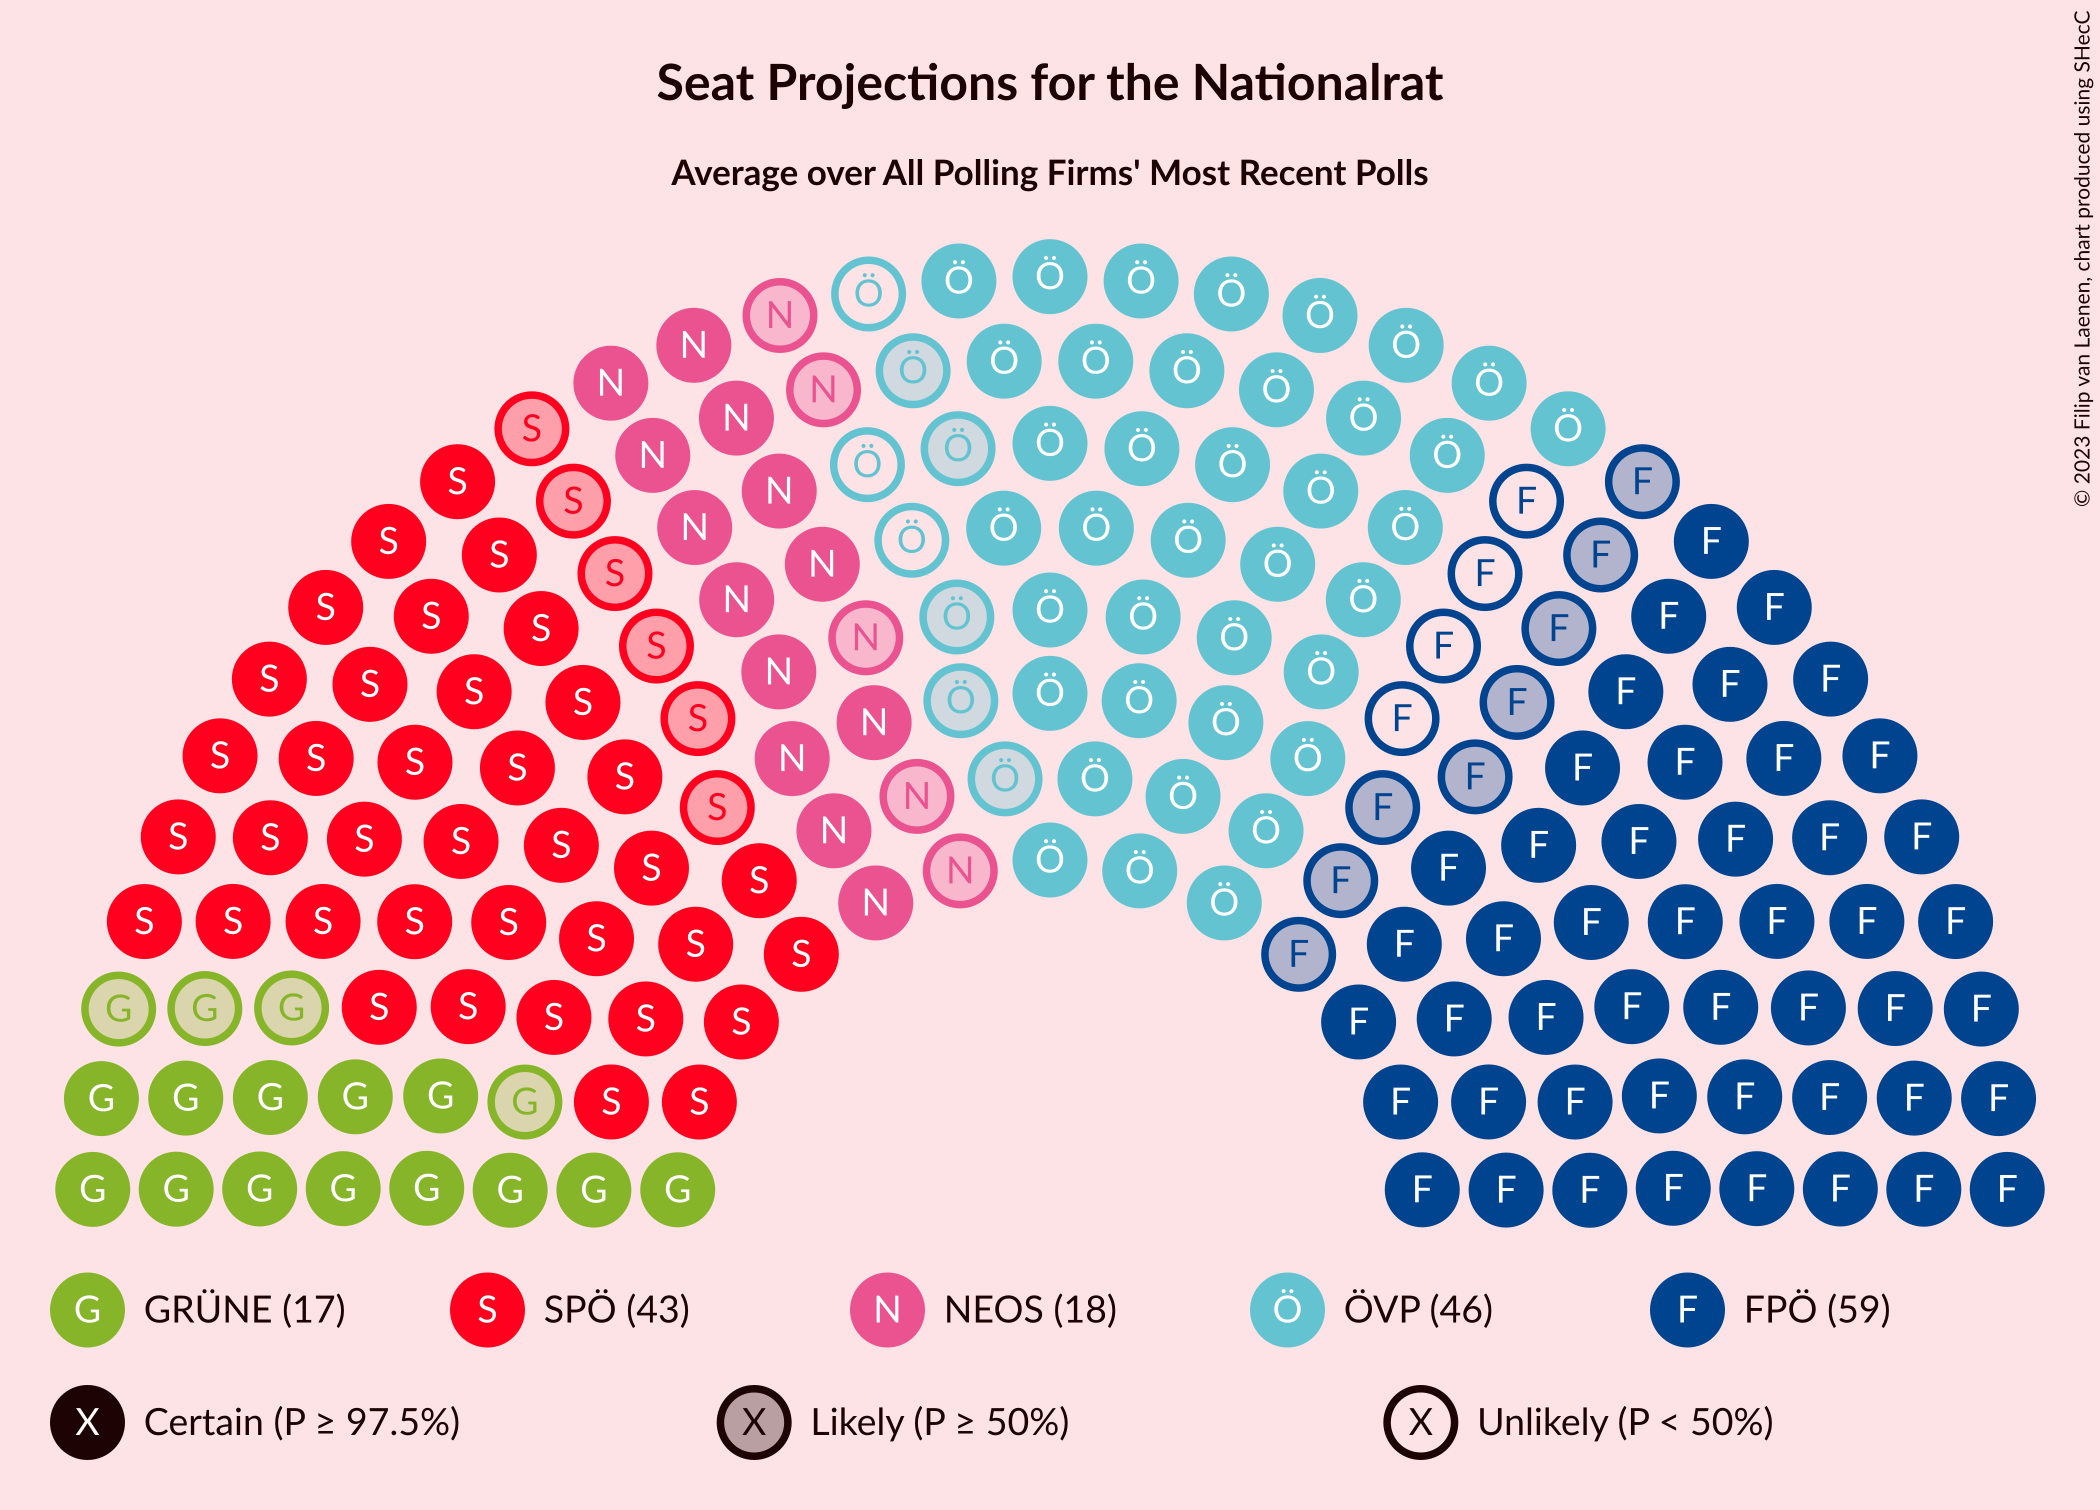 Seat Projections for the Nationalrat
Average over All Polling Firms' Most Recent Polls
© 2023 Filip van Laenen, chart produced using SHecC
Ö Ö Ö Ö Ö
N Ö
N Ö Ö Ö
N N Ö Ö Ö Ö
S N Ö Ö
N Ö Ö Ö Ö Ö Ö
S S N Ö F F
S N Ö Ö Ö Ö Ö F
S S N Ö F F
S S N Ö Ö Ö Ö F F
S S N Ö F F
S S S S N Ö Ö Ö Ö F F F F
S N Ö F
S S S S S N Ö Ö Ö F F F F F
S N Ö F
S S S S S N Ö F F F F F
S S N Ö Ö F F
S S S S S N Ö F F F F F
S S S F F F
G G G S S S S S F F F F F F F F
G G G G G G S S F F F F F F F F
G G G G G G G G F F F F F F F F
G GRÜNE (17) S SPÖ (43) N NEOS (18) Ö ÖVP (46) F FPÖ (59)
X Certain (P ≥ 97.5%) X Likely (P ≥ 50%) X Unlikely (P < 50%)